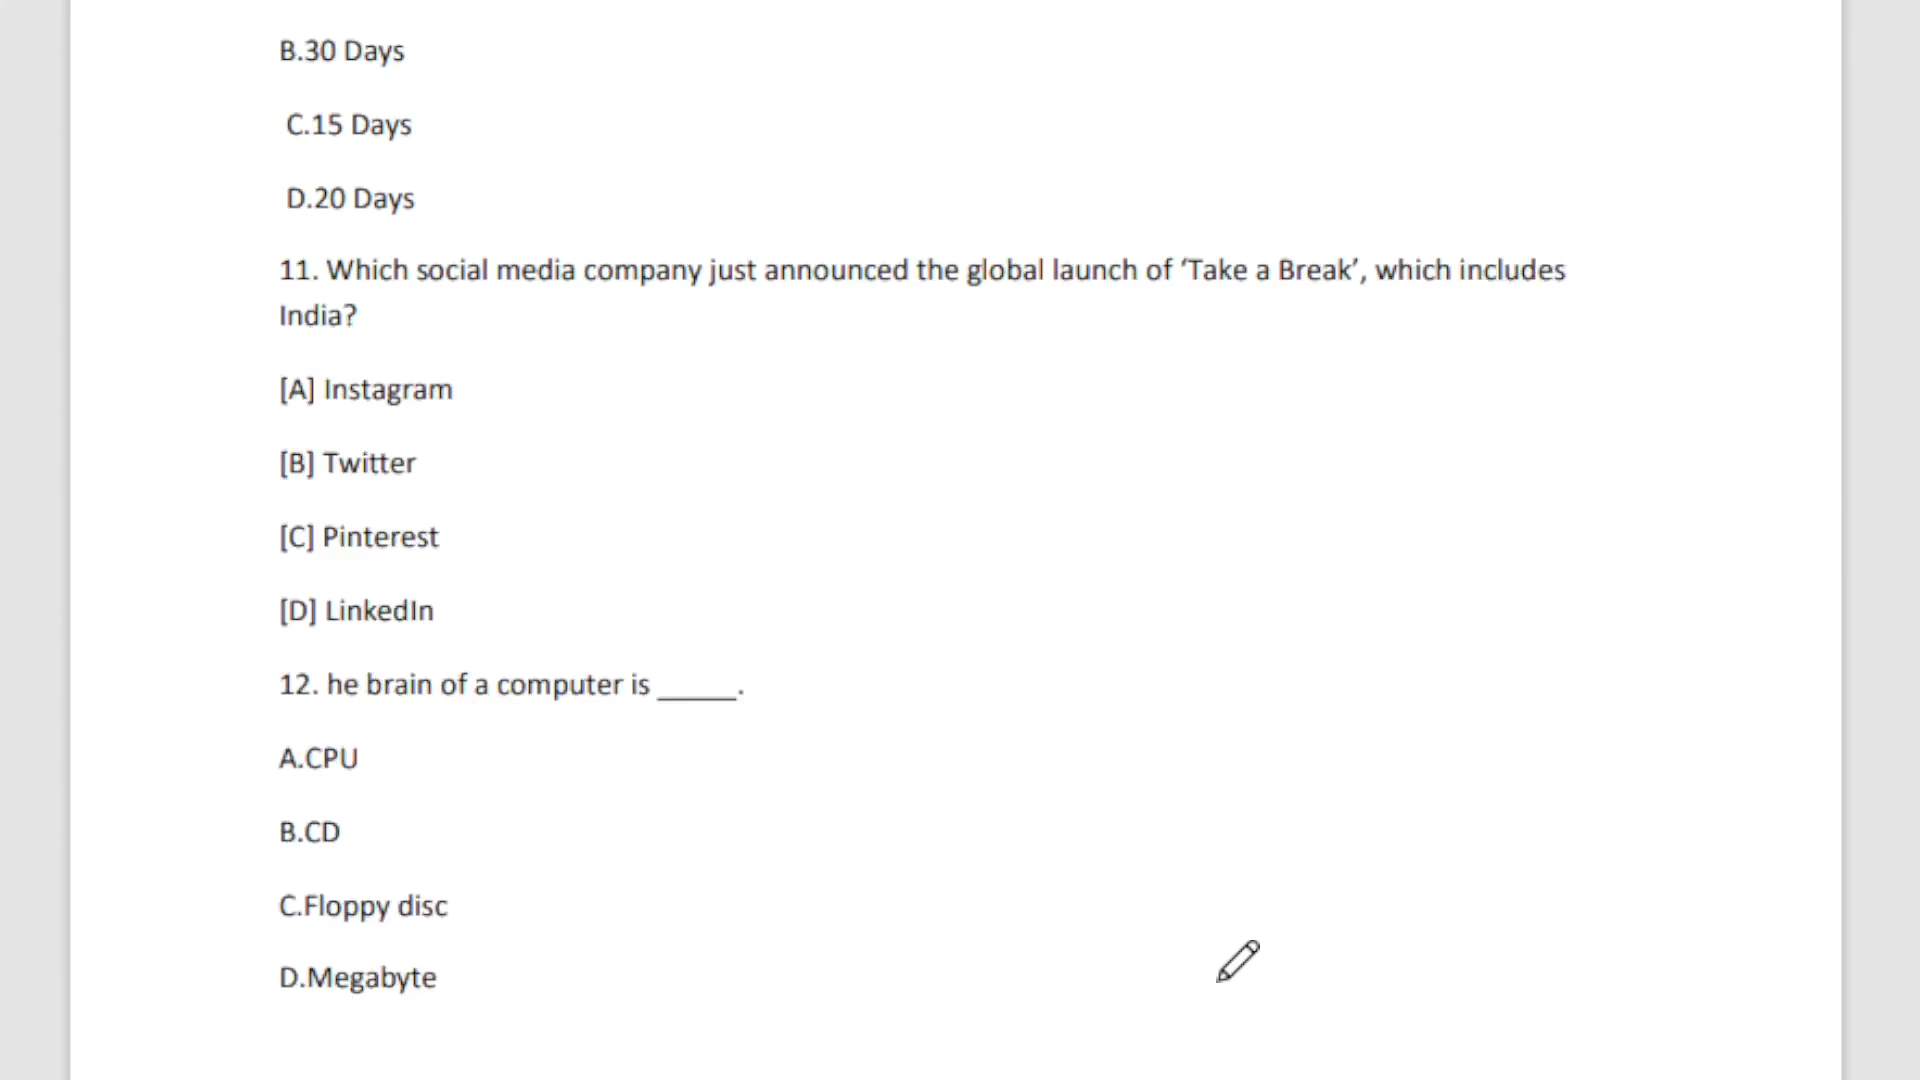 B.30 Days
C.15 Days
D.20 Days
11. Which social media company just announced the global launch of ‘Take a Break’, which includes
India?
[A] Instagram
[B] Twitter
[C] Pinterest
[D] LinkedIn
12. he brain of a computer is _____.
A.CPU
B.CD
C.Floppy disc
D.Megabyte